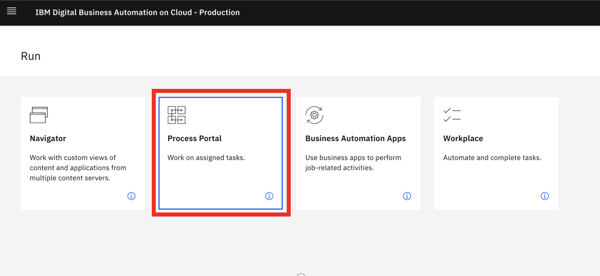 IBM Digital Business Automation on Cloud - Production
Run
Navigator
Work with custom views of
content and applications from
multiple content servers.
Process Portal
Work on assigned tasks.
Business Automation Apps
Use business apps to perform
job-related activities.
Workplace
Automate and complete tasks.